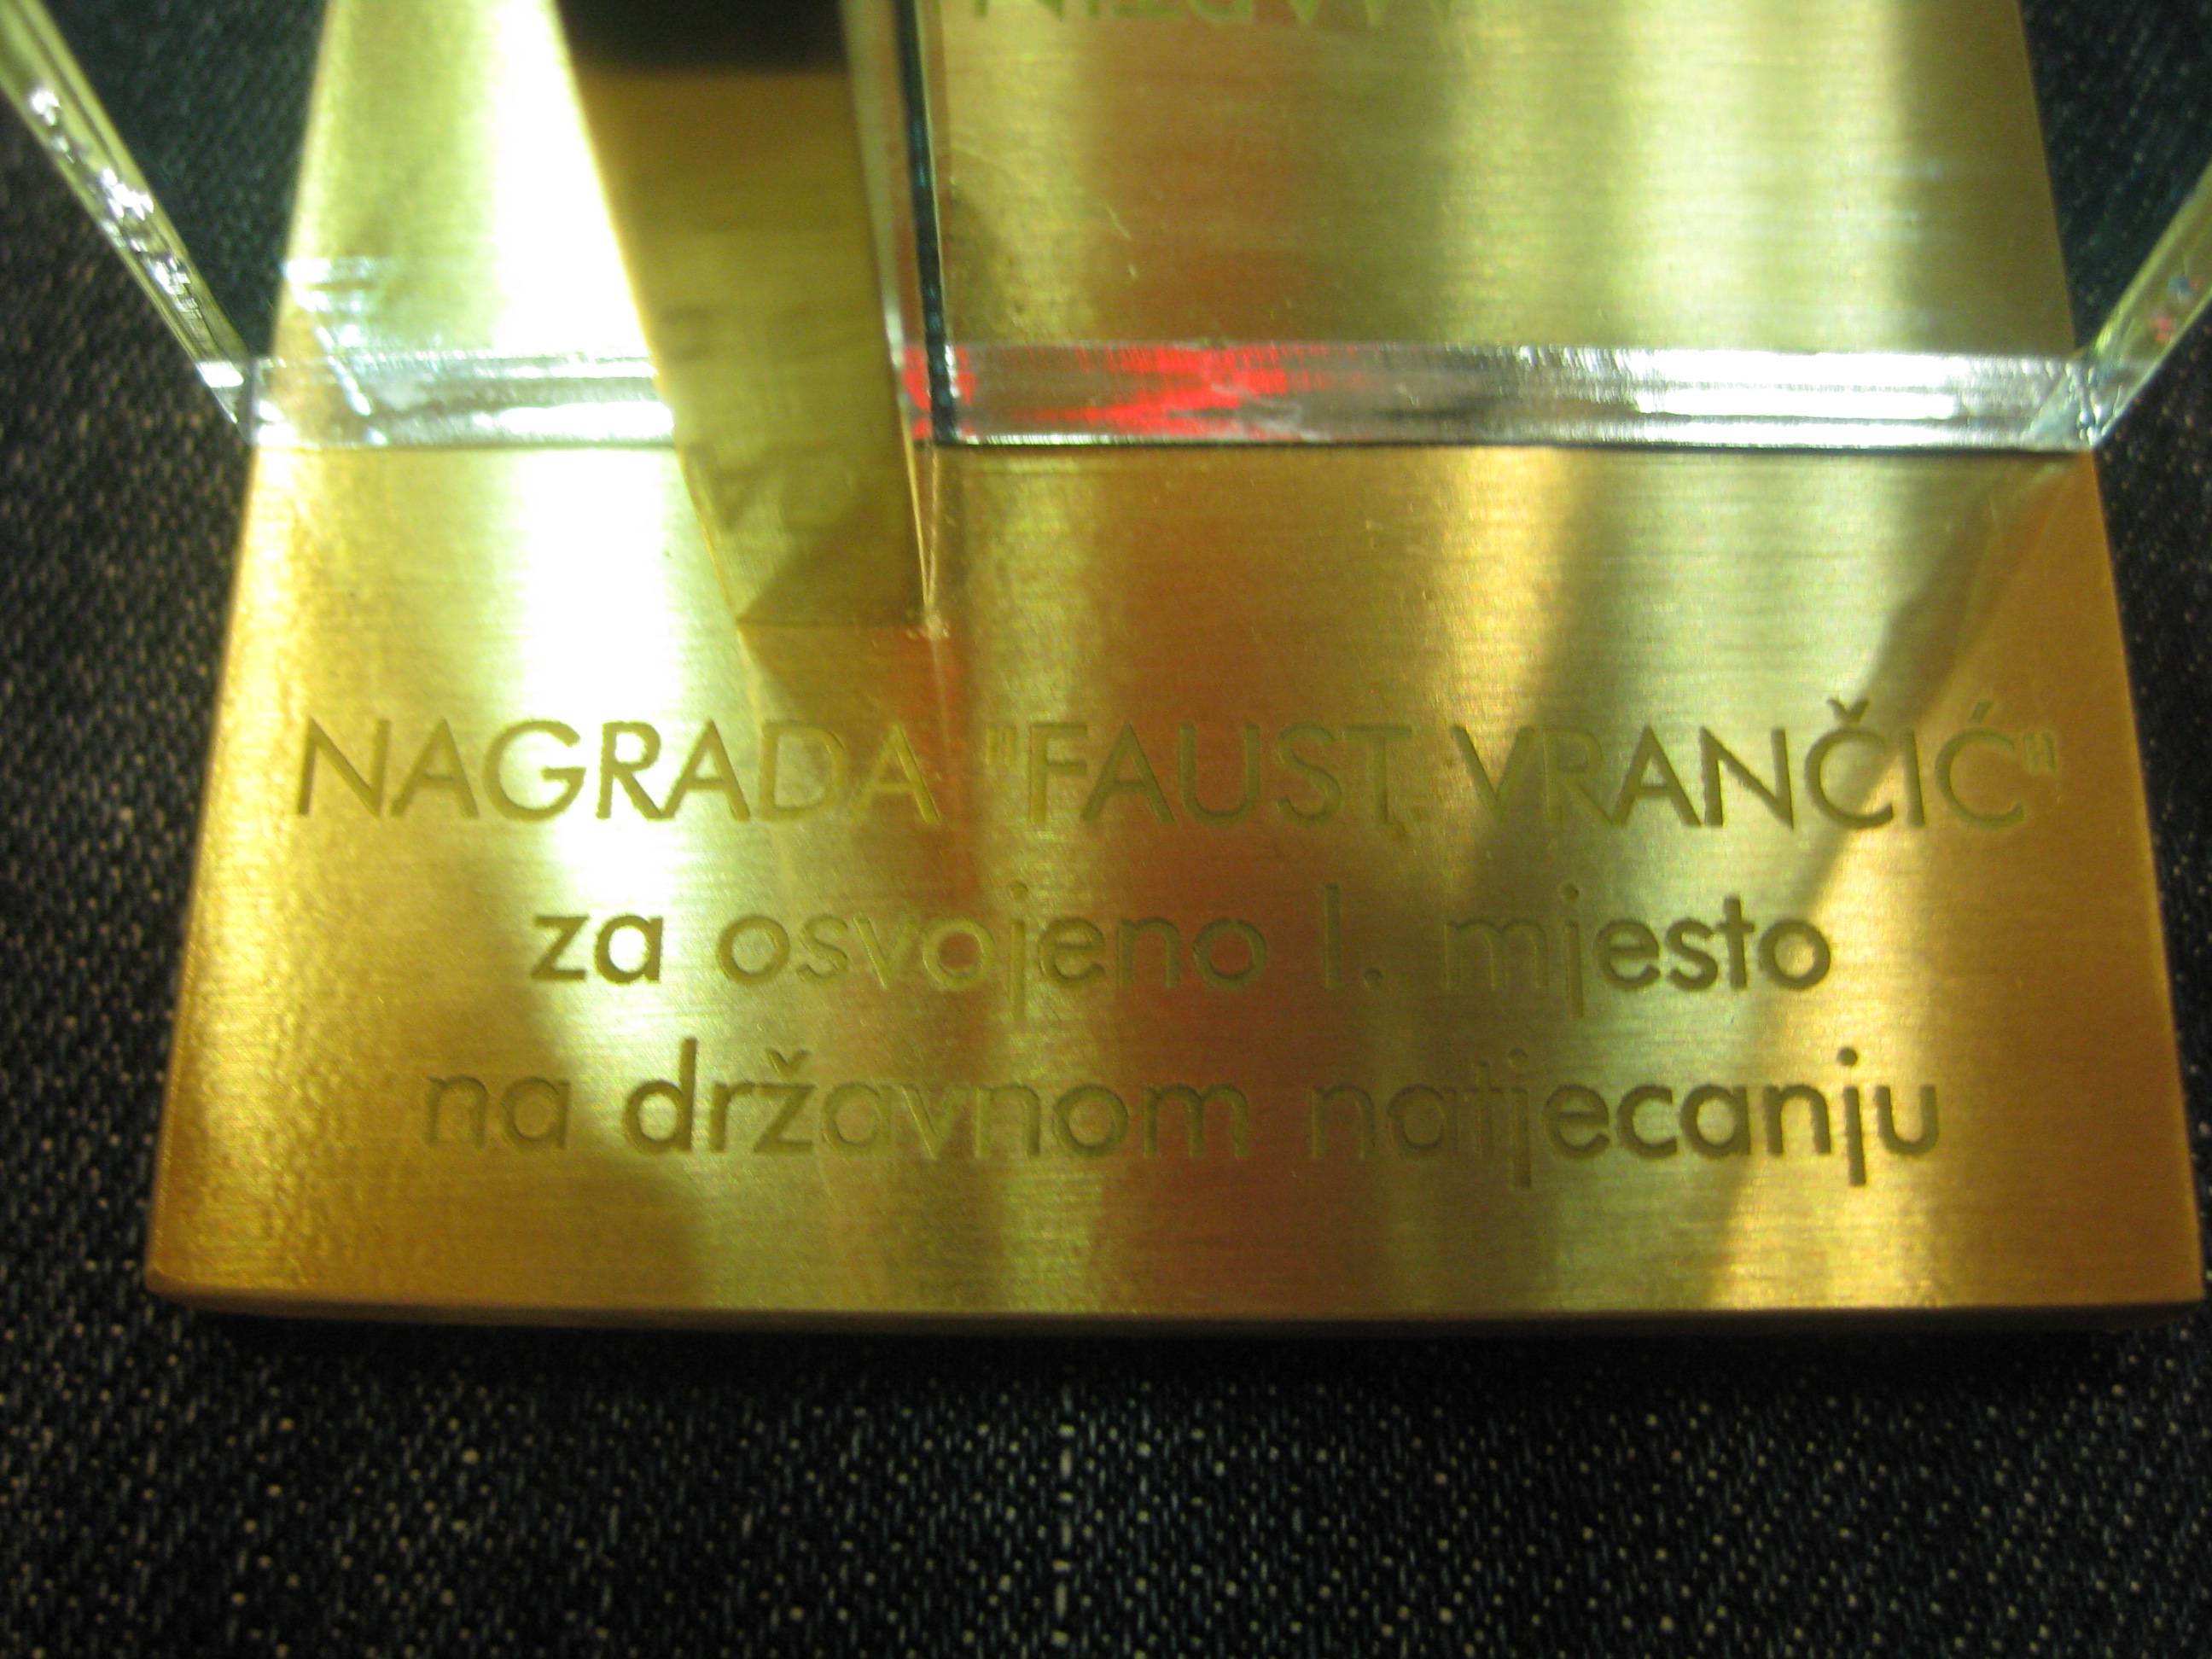 NAGRADA "FAUST VRANČIĆ"
za osvojeno I. mjesto
na državnom natjecanju